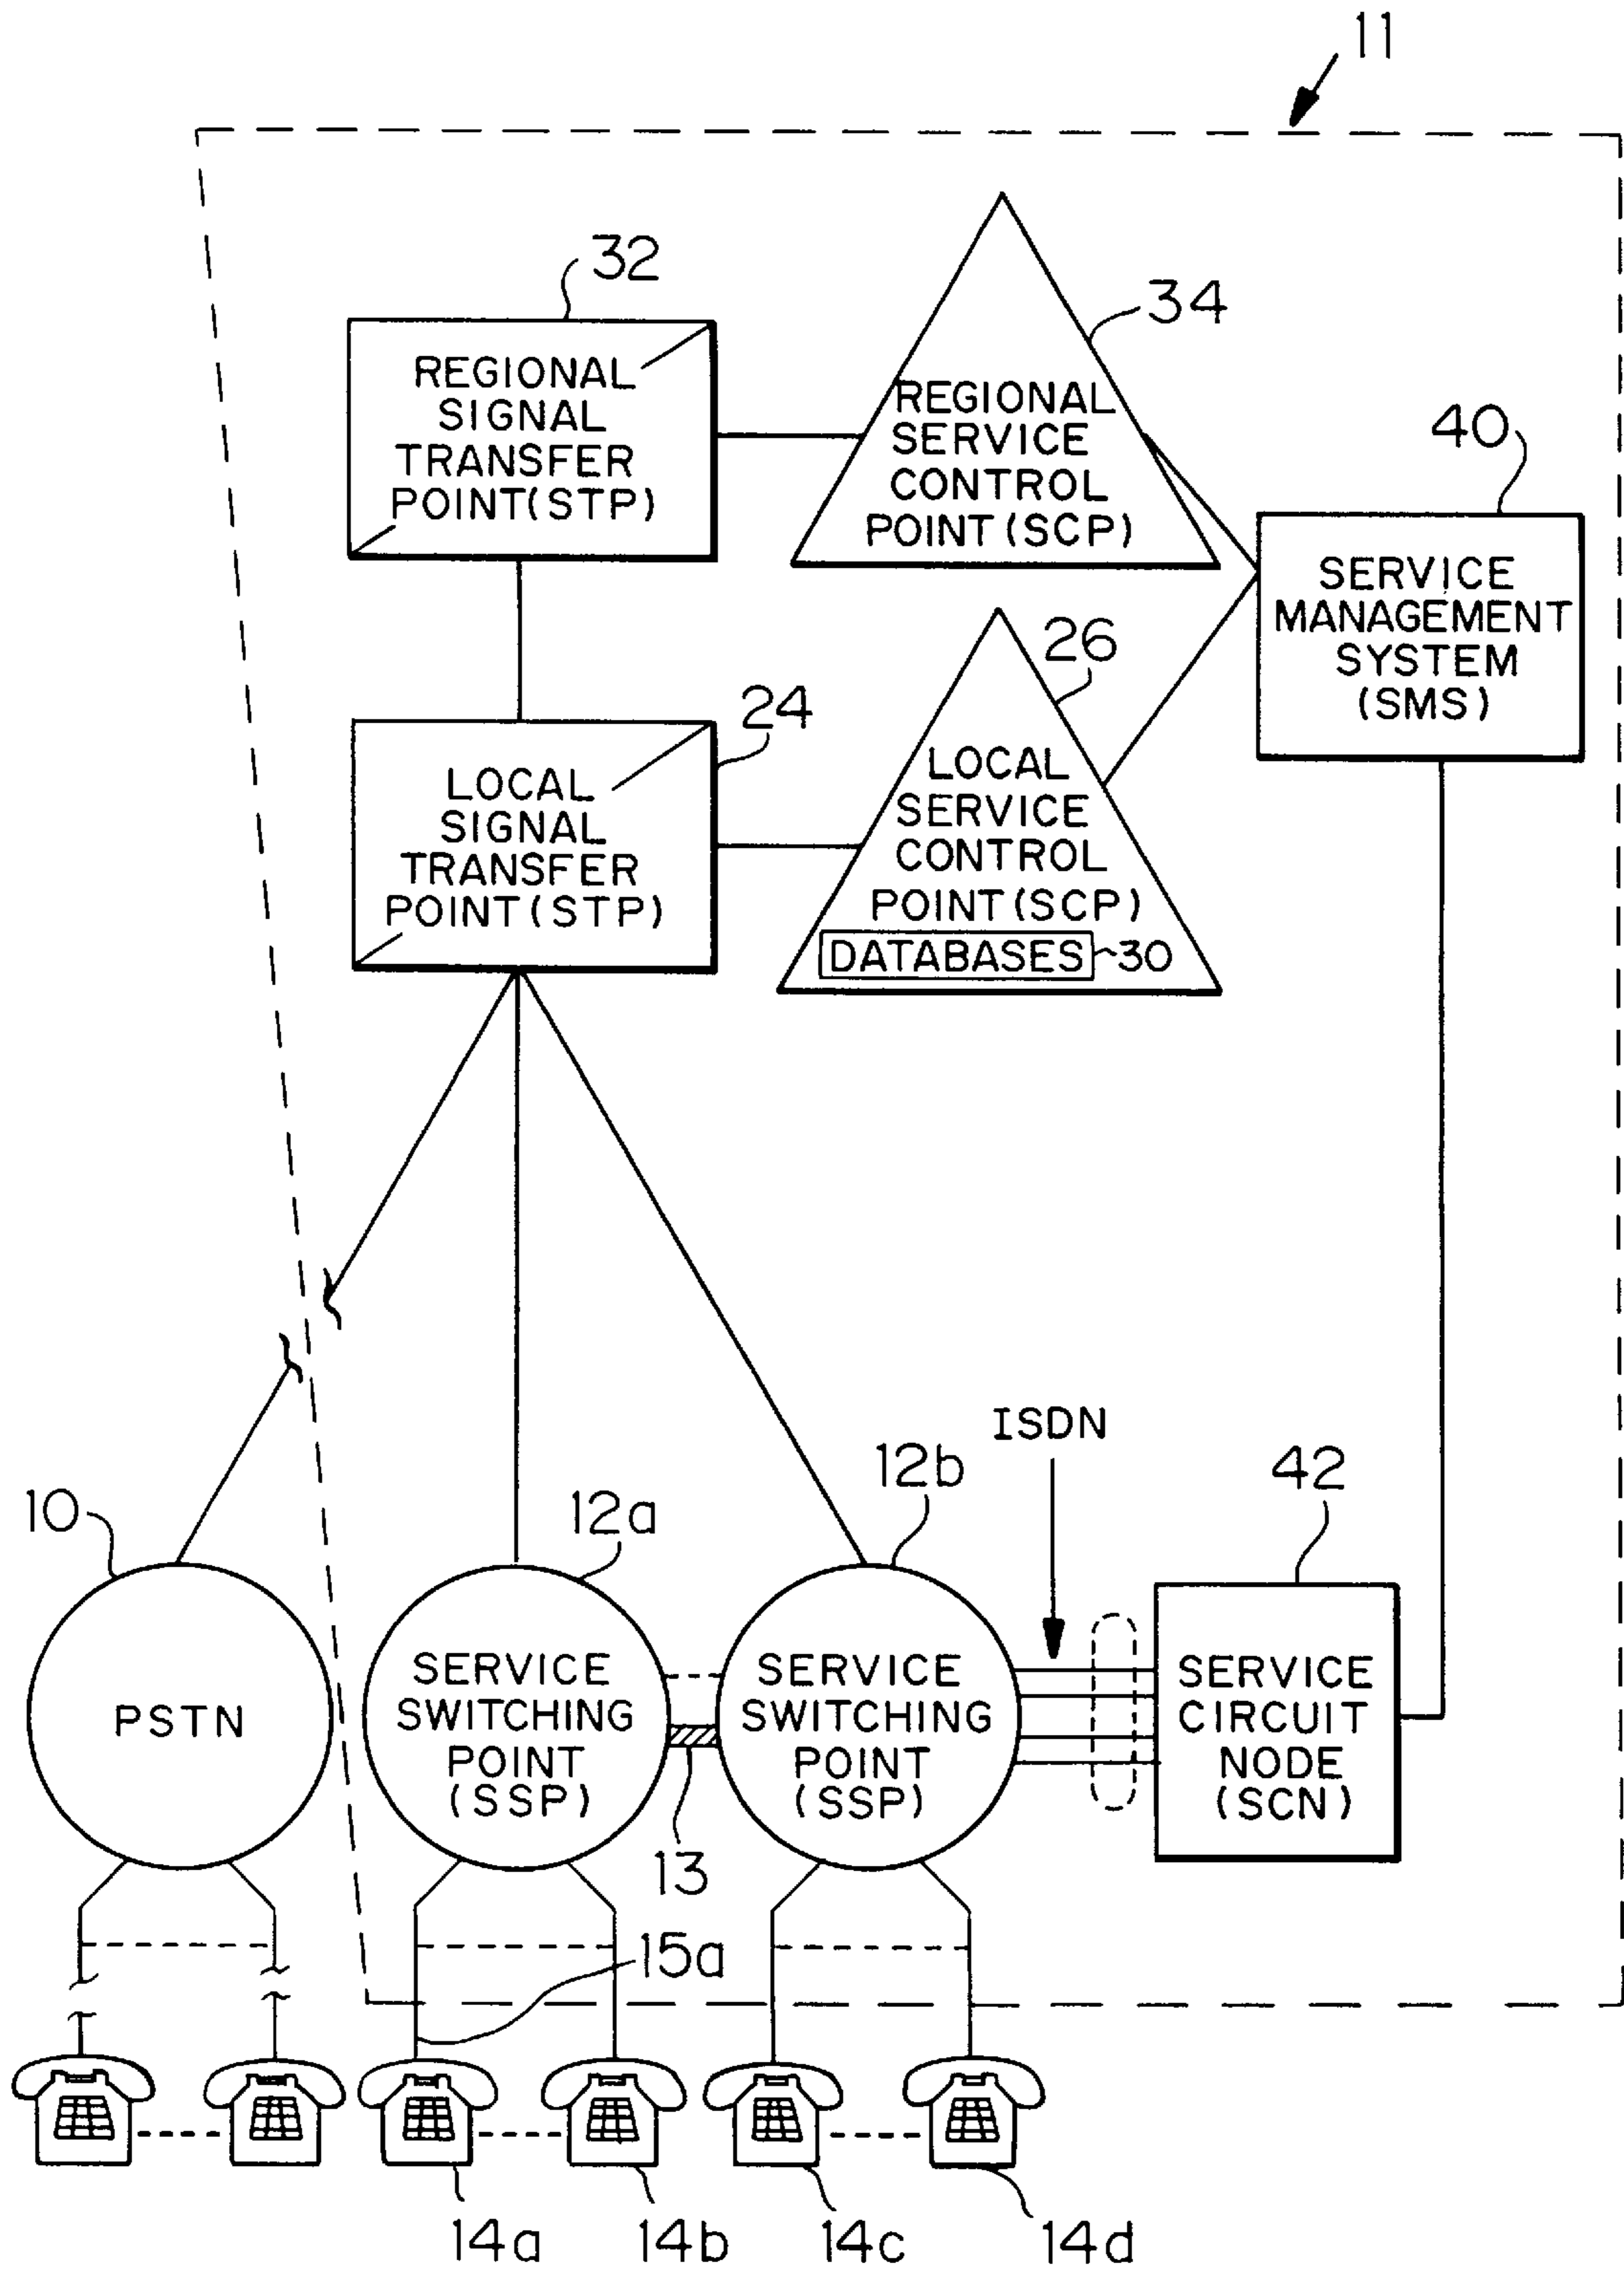 11
32
REGIONAL
SIGNAL
TRANSFER
POINT(STP)
34
REGIONAL
SERVICE
CONTROL
POINT (SCP)
40
SERVICE
MANAGEMENT
SYSTEM
(SMS)
24
LOCAL
SIGNAL
TRANSFER
POINT (STP)
26
LOCAL
SERVICE
CONTROL
POINT (SCP)
DATABASES
30
10
PSTN
12a
SERVICE
SWITCHING
POINT
(SSP)
13
12b
SERVICE
SWITCHING
POINT
(SSP)
ISDN
42
SERVICE
CIRCUIT
NODE
(SCN)
15a
14a
14b
14c
14d